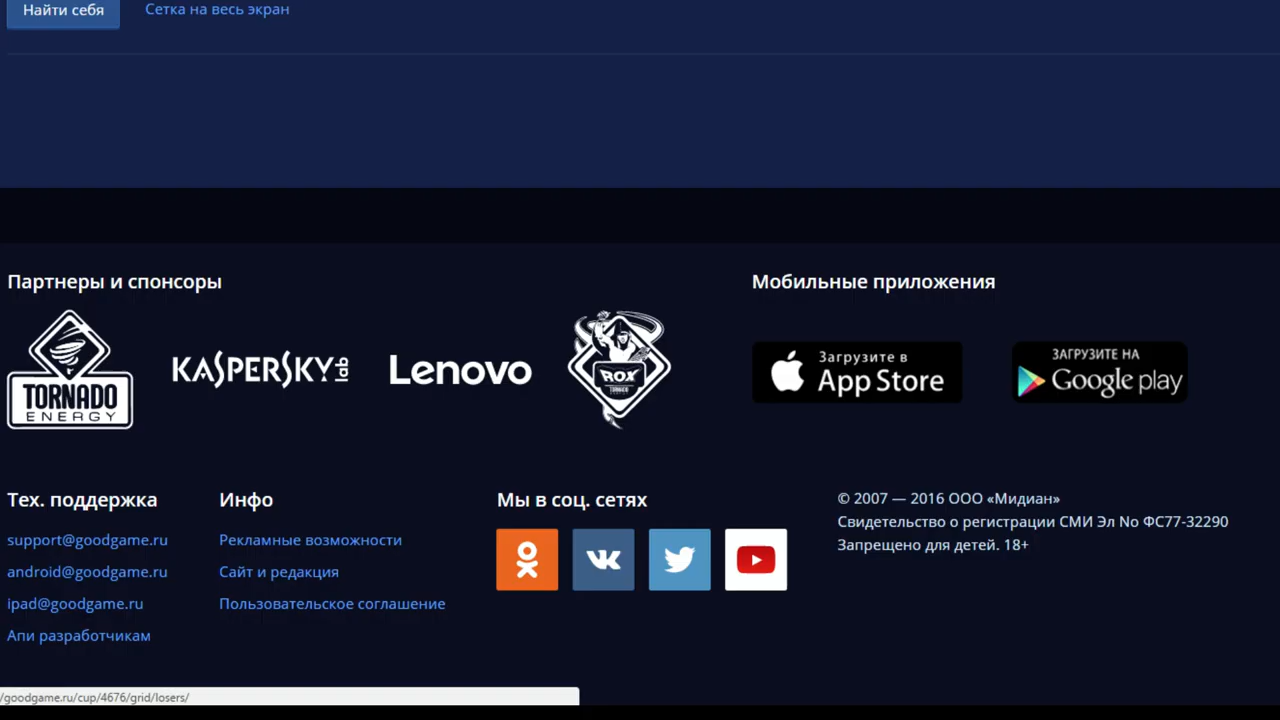 Найти себя
Сетка на весь экран
Партнеры и спонсоры
Мобильные приложения
TORNADO
ENERGY
KASPERSKY lab
Lenovo
ROX
TORNADO
Загрузите в
App Store
ЗАГРУЗИТЕ НА
Google play
Тех. поддержка
support@goodgame.ru
android@goodgame.ru
ipad@goodgame.ru
Апи разработчикам
Инфо
Рекламные возможности
Сайт и редакция
Пользовательское соглашение
Мы в соц. сетях
© 2007 — 2016 ООО «Мидиан»
Свидетельство о регистрации СМИ Эл No ФС77-32290
Запрещено для детей. 18+
/goodgame.ru/cup/4676/grid/losers/